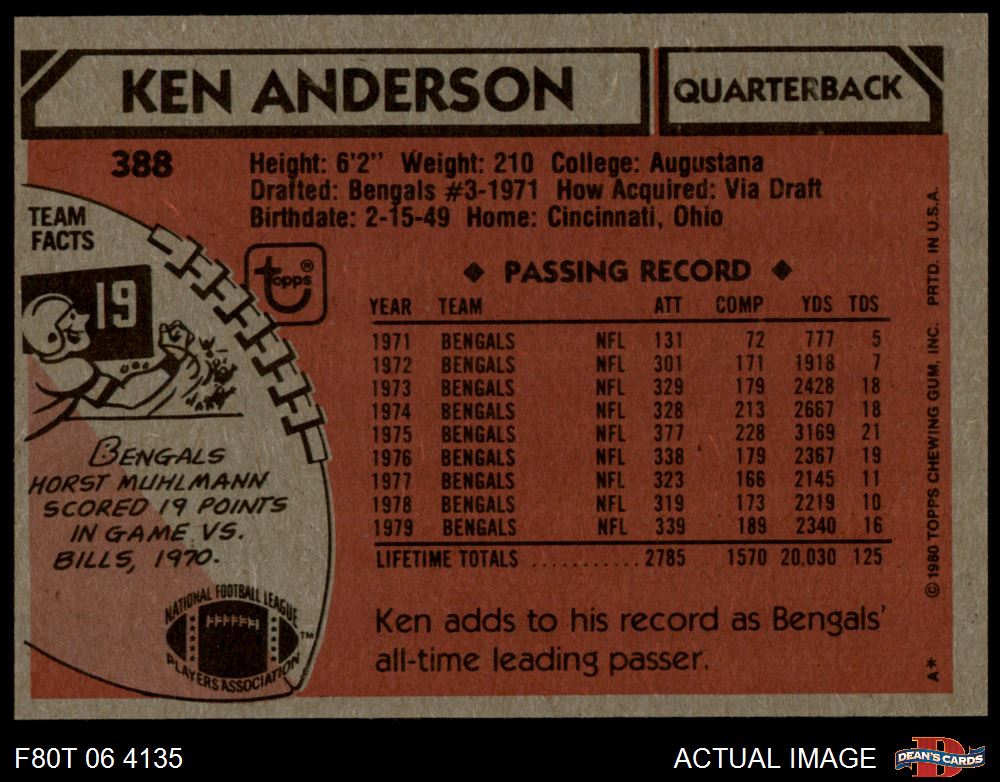 KEN ANDERSON
QUARTERBACK
388
Height: 6'2" Weight: 210 College: Augustana
Drafted: Bengals #3-1971 How Acquired: Via Draft
Birthdate: 2-15-49 Home: Cincinnati, Ohio
TEAM
FACTS
topps®
19
BENGALS
HORST MUHLMANN
SCORED 19 POINTS
IN GAME VS.
BILLS, 1970.
NATIONAL FOOTBALL LEAGUE
PLAYERS ASSOCIATION
™
◆ PASSING RECORD ◆
YEAR TEAM ATT COMP YDS TDS
1971 BENGALS NFL 131 72 777 5
1972 BENGALS NFL 301 171 1918 7
1973 BENGALS NFL 329 179 2428 18
1974 BENGALS NFL 328 213 2667 18
1975 BENGALS NFL 377 228 3169 21
1976 BENGALS NFL 338 179 2367 19
1977 BENGALS NFL 323 166 2145 11
1978 BENGALS NFL 319 173 2219 10
1979 BENGALS NFL 339 189 2340 16
LIFETIME TOTALS ........... 2785 1570 20.030 125
Ken adds to his record as Bengals'
all-time leading passer.
A* © 1980 TOPPS CHEWING GUM, INC. PRTD. IN U.S.A.
F80T 06 4135
ACTUAL IMAGE
D
DEAN'S CARDS